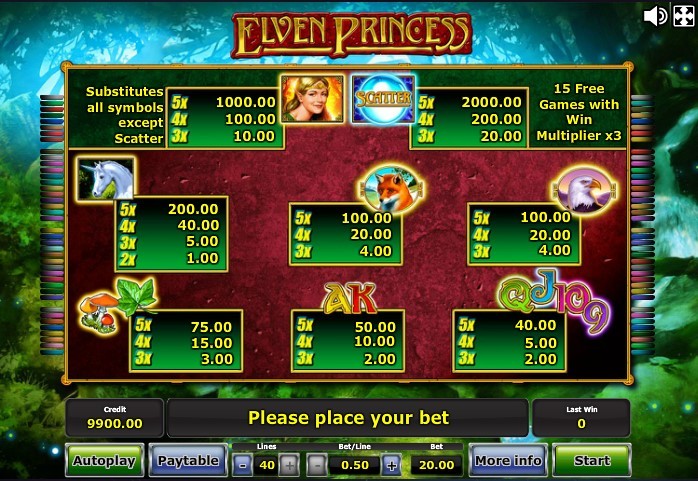 ELVEN PRINCESS
Substitutes
all symbols
except
Scatter
5x 1000.00
4x 100.00
3x 10.00
SCATTER
5x 2000.00
4x 200.00
3x 20.00
15 Free
Games with
Win
Multiplier x3
5x 200.00
4x 40.00
3x 5.00
2x 1.00
5x 100.00
4x 20.00
3x 4.00
5x 100.00
4x 20.00
3x 4.00
5x 75.00
4x 15.00
3x 3.00
AK
5x 50.00
4x 10.00
3x 2.00
QJ109
5x 40.00
4x 5.00
3x 2.00
Credit
9900.00
Please place your bet
Last Win
0
Autoplay
Paytable
Lines
- 40 +
Bet/Line
- 0.50 +
Bet
20.00
More info
Start